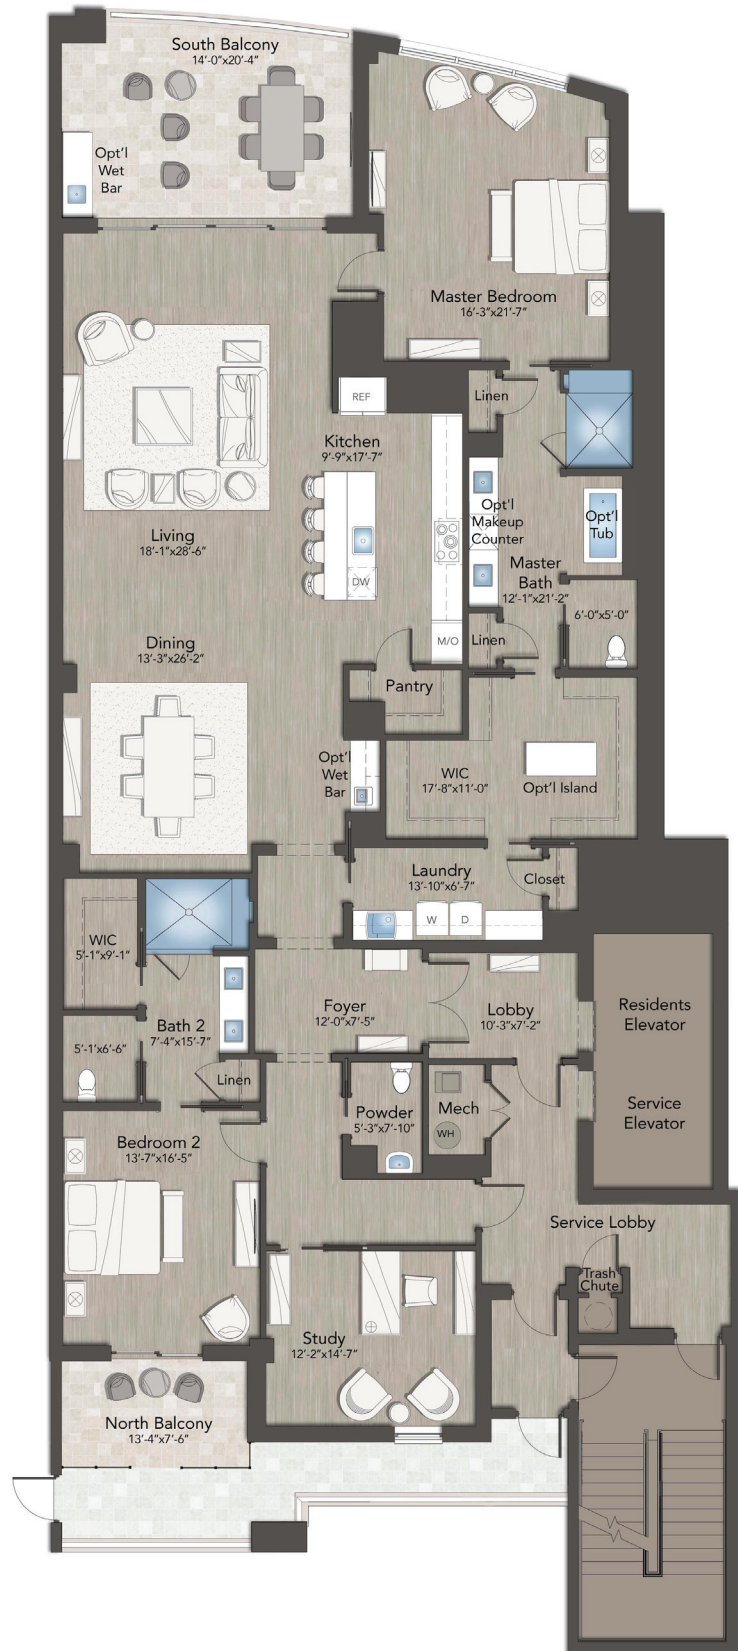 South Balcony
14'-0"x20'-4"
Opt'l
Wet
Bar
Master Bedroom
16'-3"x21'-7"
REF
Linen
Kitchen
9'-9"x17'-7"
Living
18'-1"x28'-6"
Opt'l
Makeup
Counter
Opt'l
Tub
DW
Master
Bath
12'-1"x21'-2"
6'-0"x5'-0"
M/O
Linen
Dining
13'-3"x26'-2"
Pantry
Opt'l
Wet
Bar
WIC
17'-8"x11'-0"
Opt'l Island
Laundry
13'-10"x6'-7"
Closet
W
D
WIC
5'-1"x9'-1"
Foyer
12'-0"x7'-5"
Lobby
10'-3"x7'-2"
Residents
Elevator
Bath 2
7'-4"x15'-7"
5'-1'x6'-6"
Linen
Powder
5'-3"x7'-10"
Mech
WH
Service
Elevator
Bedroom 2
13'-7"x16'-5"
Service Lobby
Trash
Chute
Study
12'-2"x14'-7"
North Balcony
13'-4"x7'-6"